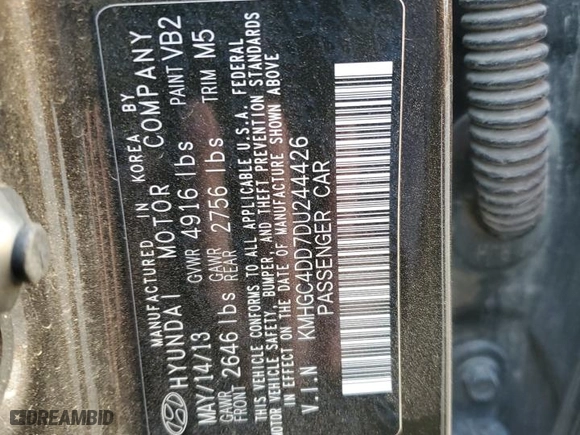 MANUFACTURED IN KOREA BY
HYUNDAI MOTOR COMPANY
MAY/14/13 GVWR 4916 lbs PAINT VB2
GAWR FRONT 2646 lbs GAWR REAR 2756 lbs TRIM M5
THIS VEHICLE CONFORMS TO ALL APPLICABLE U.S.A. FEDERAL
MOTOR VEHICLE SAFETY, BUMPER, AND THEFT PREVENTION STANDARDS
IN EFFECT ON THE DATE OF MANUFACTURE SHOWN ABOVE
V.I.N KMHGC4DD7DU244426
PASSENGER CAR
DREAMBID